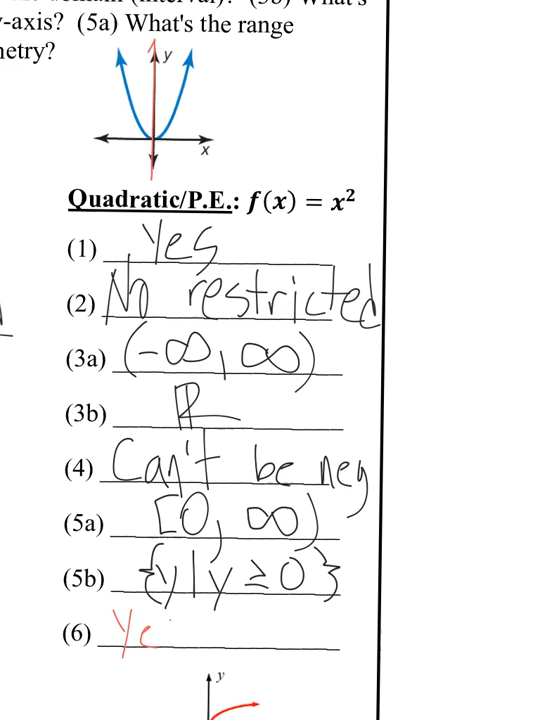 -axis? (5a) What's the range
netry?
y
x
Quadratic/P.E.: f(x) = x²
(1) Yes
(2) No restricted
(3a) (-∞, ∞)
(3b) ℝ
(4) Can't be neg
(5a) [0, ∞)
(5b) {y|y ≥ 0}
(6) Ye
y